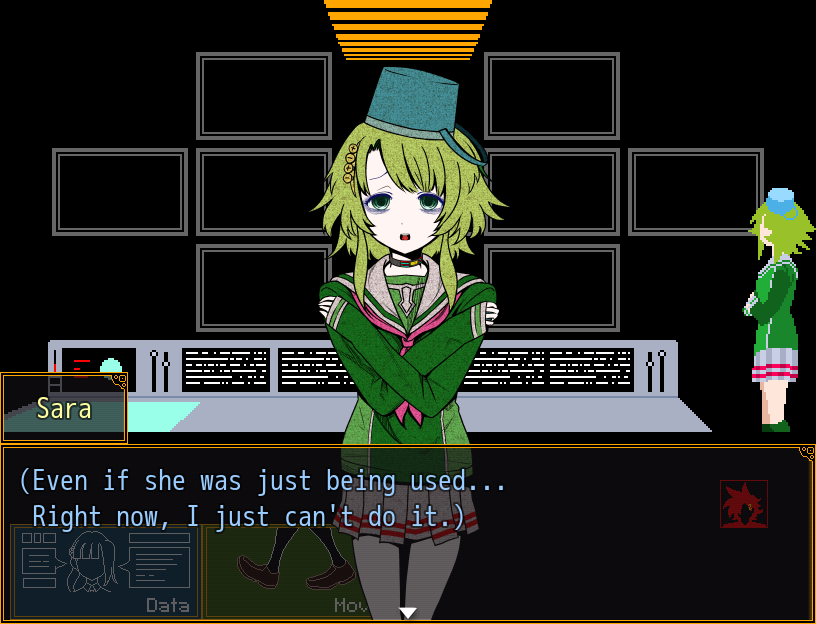 Sara
(Even if she was just being used...
Right now, I just can't do it.)
Data
Mov